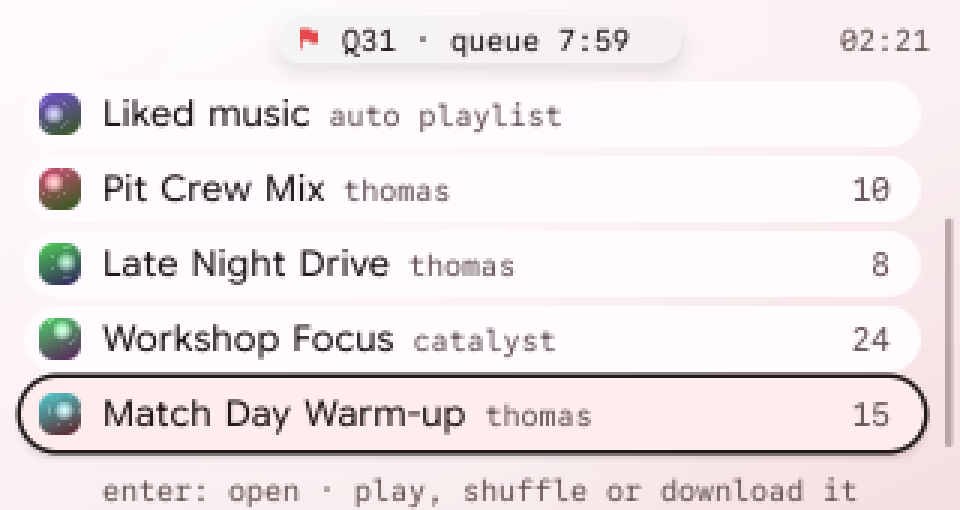 Q31 · queue 7:59 02:21
Liked music auto playlist
Pit Crew Mix thomas 10
Late Night Drive thomas 8
Workshop Focus catalyst 24
Match Day Warm-up thomas 15
enter: open · play, shuffle or download it